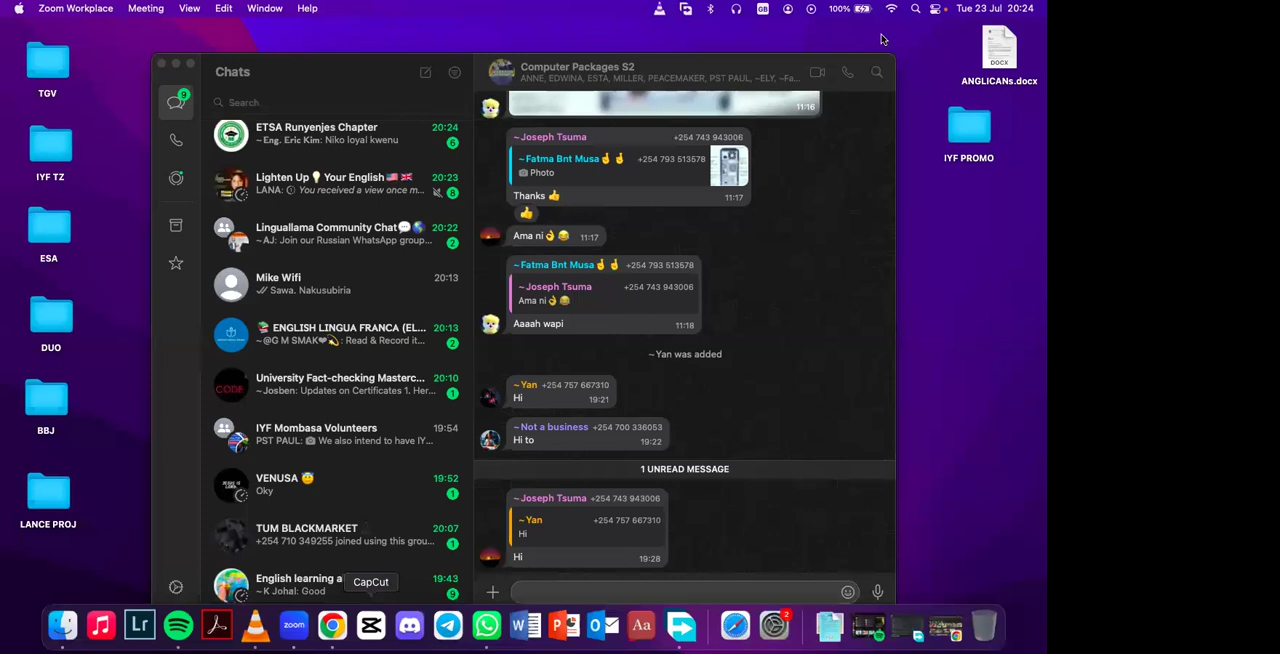 Zoom Workplace Meeting View Edit Window Help
GB 100% Tue 23 Jul 20:24
TGV
IYF TZ
ESA
DUO
BBJ
LANCE PROJ
ANGLICANs.docx
DOCX
IYF PROMO
Chats
9
Search
ETSA Runyenjes Chapter 20:24
~Eng. Eric Kim: Niko loyal kwenu 6
Lighten Up💡Your English🇺🇸🇬🇧 20:23
LANA: You received a view once m... 8
Linguallama Community Chat💬🌎 20:22
~AJ: Join our Russian WhatsApp group... 2
Mike Wifi 20:13
Sawa. Nakusubiria
📚 ENGLISH LINGUA FRANCA (EL... 20:13
~@G M SMAK❤💫: Read & Record it... 2
University Fact-checking Masterc... 20:10
~Josben: Updates on Certificates 1. Her... 1
CODE
IYF Mombasa Volunteers 19:54
PST PAUL: 📷 We also intend to have IY...
VENUSA 😇 19:52
Oky 1
TUM BLACKMARKET 20:07
+254 710 349255 joined using this grou... 1
English learning a 19:43
~K Johal: Good 9
CapCut
Computer Packages S2
ANNE, EDWINA, ESTA, MILLER, PEACEMAKER, PST PAUL, ~ELY, ~Fa...
11:16
~Joseph Tsuma +254 743 943006
~Fatma Bnt Musa🤞🤞 +254 793 513578
Photo
Thanks 👍 11:17
👍
Ama ni👌😂 11:17
~Fatma Bnt Musa🤞🤞 +254 793 513578
~Joseph Tsuma +254 743 943006
Ama ni👌😂
Aaaah wapi 11:18
~Yan was added
~Yan +254 757 667310
Hi 19:21
~Not a business +254 700 336053
Hi to 19:22
1 UNREAD MESSAGE
~Joseph Tsuma +254 743 943006
~Yan +254 757 667310
Hi
Hi 19:28
Lr zoom W P O Aa 2